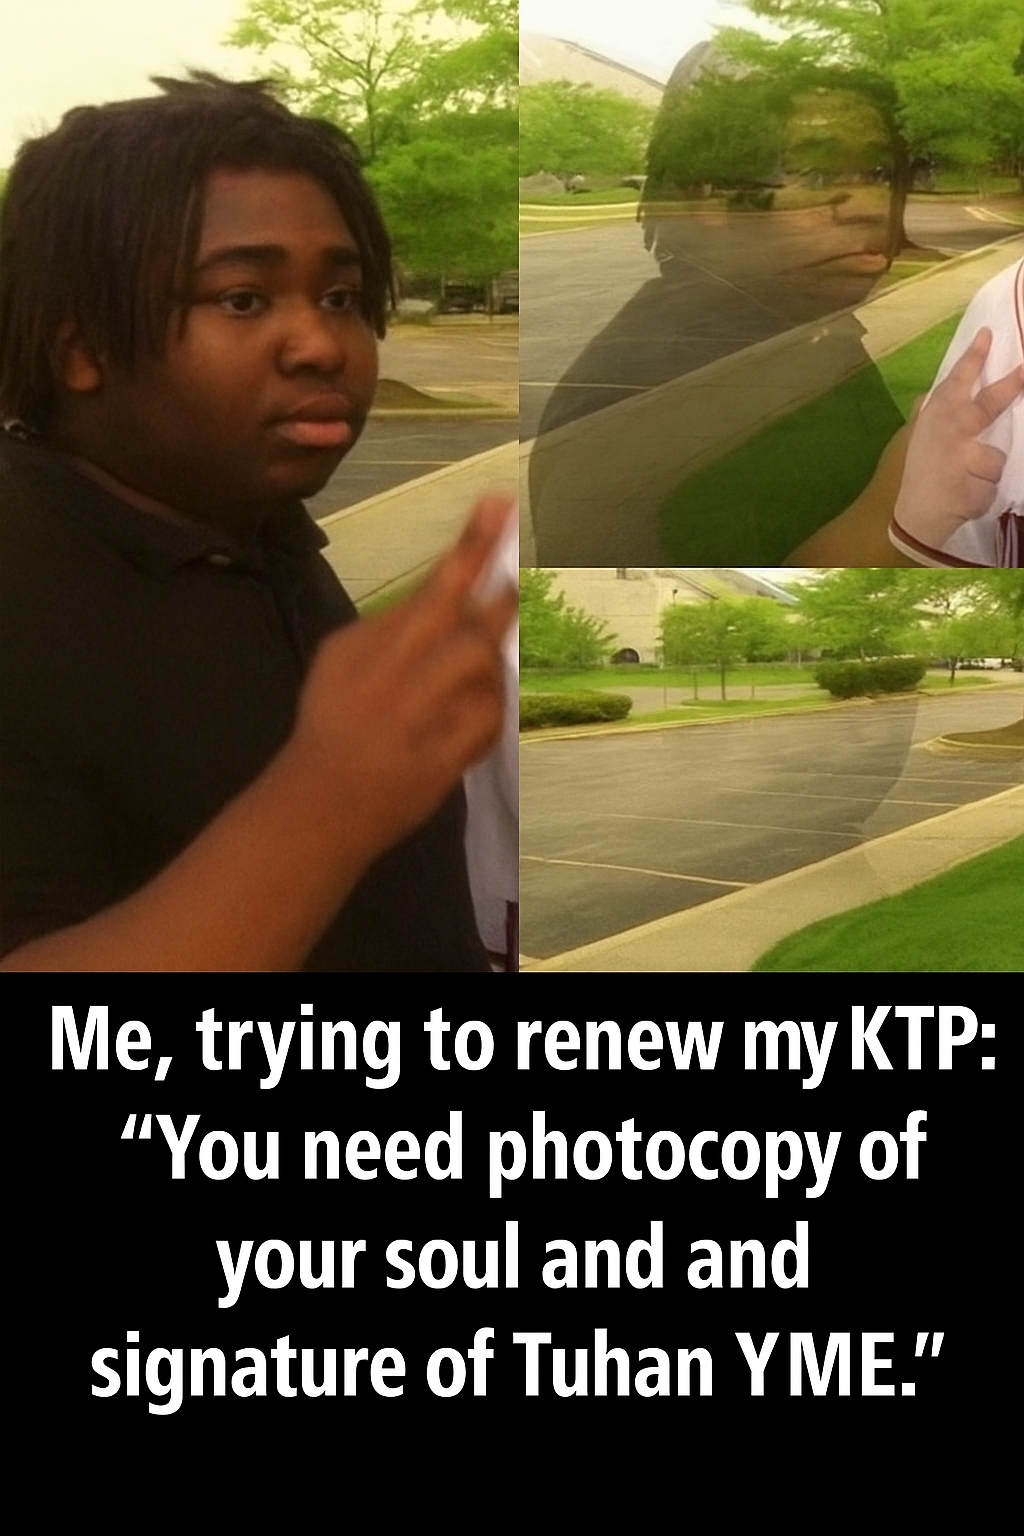 Me, trying to renew my KTP:
“You need photocopy of
your soul and and
signature of Tuhan YME.”